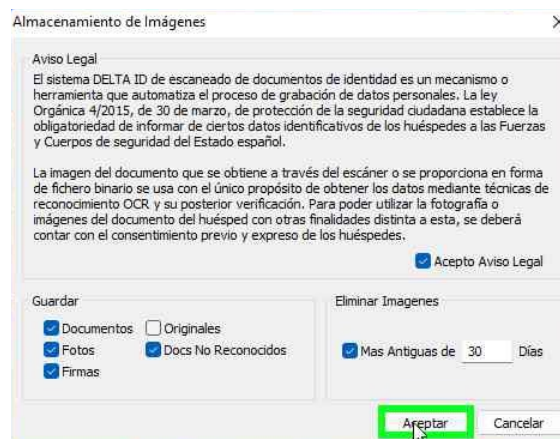 Almacenamiento de Imágenes
Aviso Legal
El sistema DELTA ID de escaneado de documentos de identidad es un mecanismo o
herramienta que automatiza el proceso de grabación de datos personales. La ley
Orgánica 4/2015, de 30 de marzo, de protección de la seguridad ciudadana establece la
obligatoriedad de informar de ciertos datos identificativos de los huéspedes a las Fuerzas
y Cuerpos de seguridad del Estado español.
La imagen del documento que se obtiene a través del escáner o se proporciona en forma
de fichero binario se usa con el único propósito de obtener los datos mediante técnicas de
reconocimiento OCR y su posterior verificación. Para poder utilizar la fotografía o
imágenes del documento del huésped con otras finalidades distinta a esta, se deberá
contar con el consentimiento previo y expreso de los huéspedes.
Acepto Aviso Legal
Guardar
Documentos Originales
Fotos Docs No Reconocidos
Firmas
Eliminar Imagenes
Mas Antiguas de 30 Días
Aceptar Cancelar